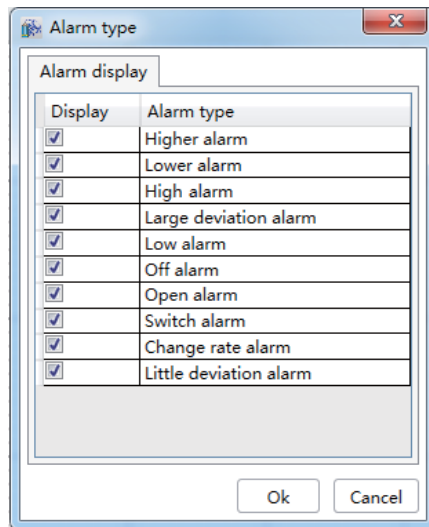 Alarm type
Alarm display
Display Alarm type
Higher alarm
Lower alarm
High alarm
Large deviation alarm
Low alarm
Off alarm
Open alarm
Switch alarm
Change rate alarm
Little deviation alarm
Ok Cancel